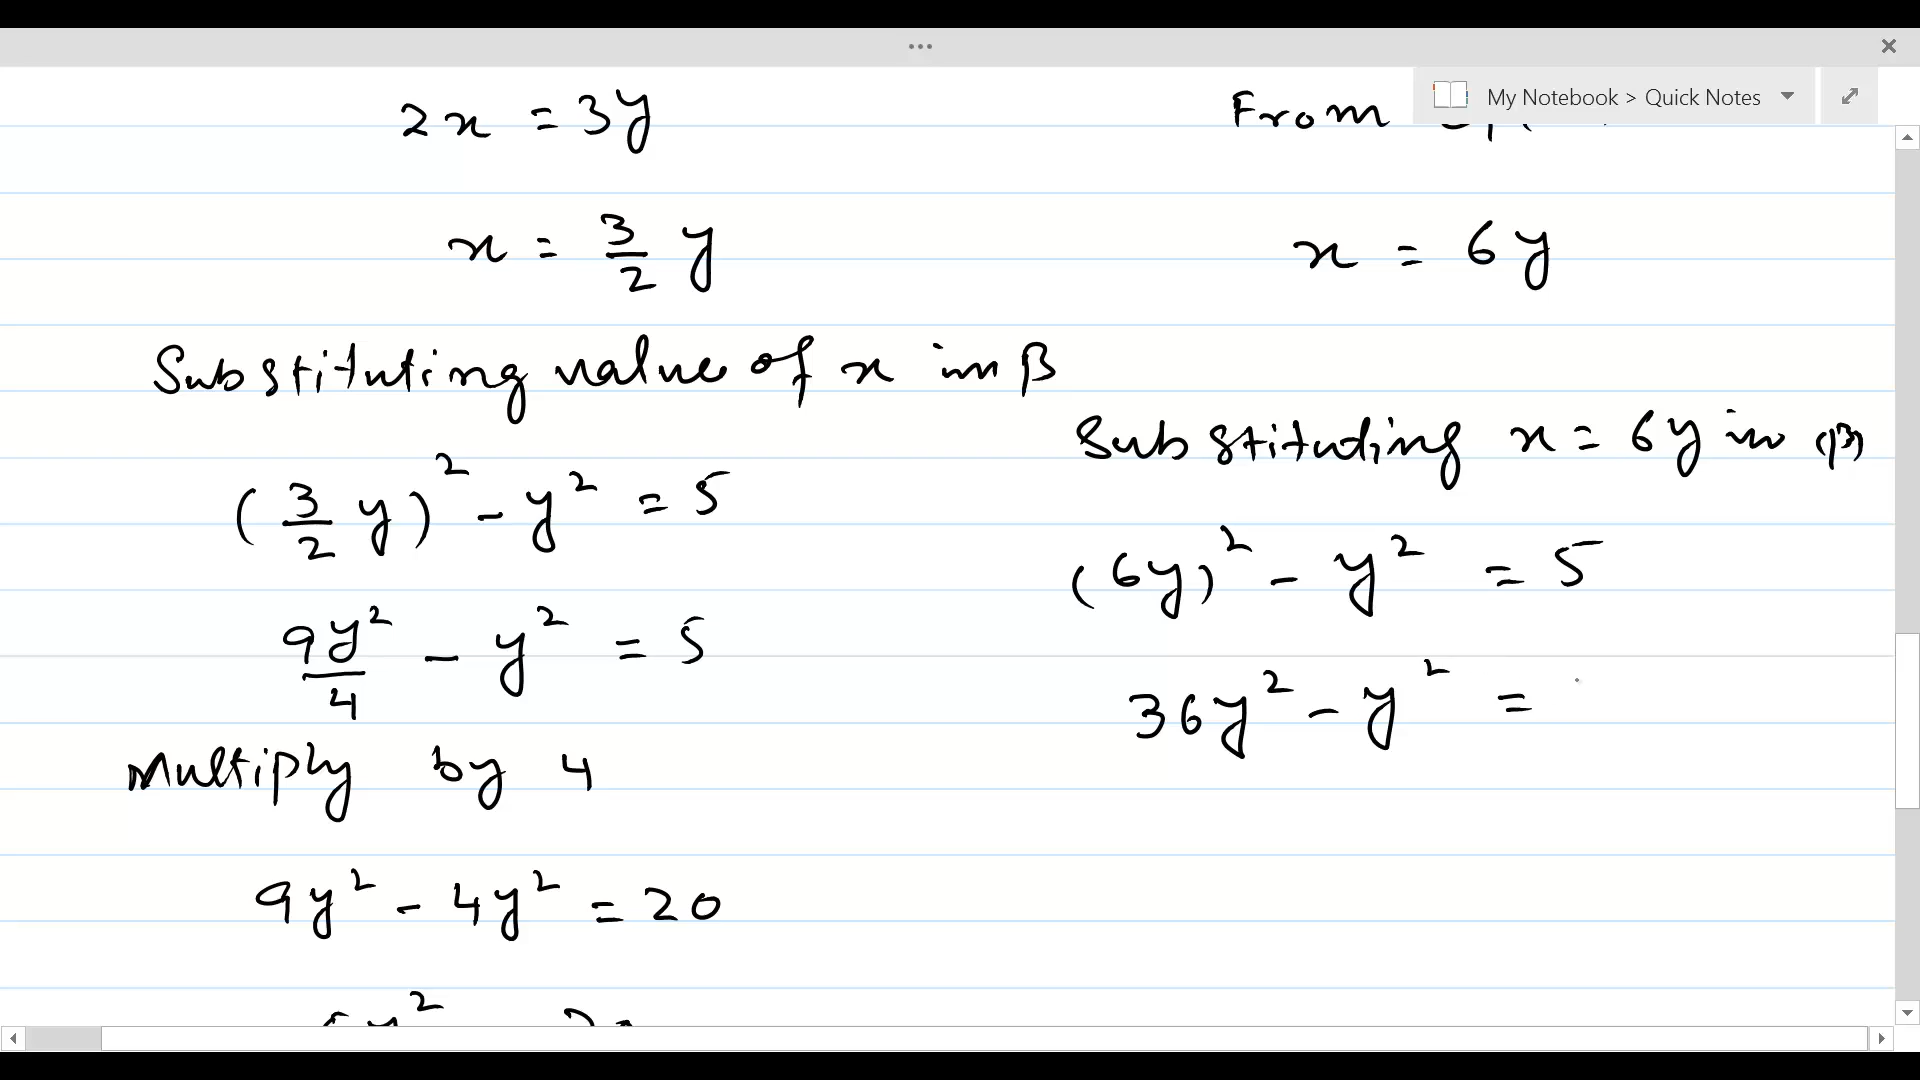 ...
My Notebook > Quick Notes
2x = 3y
x = 3/2 y
Substituting value of x in β
(3/2 y)² - y² = 5
9y²/4 - y² = 5
Multiply by 4
9y² - 4y² = 20
From
x = 6y
Substituting x = 6y in (β)
(6y)² - y² = 5
36y² - y² =